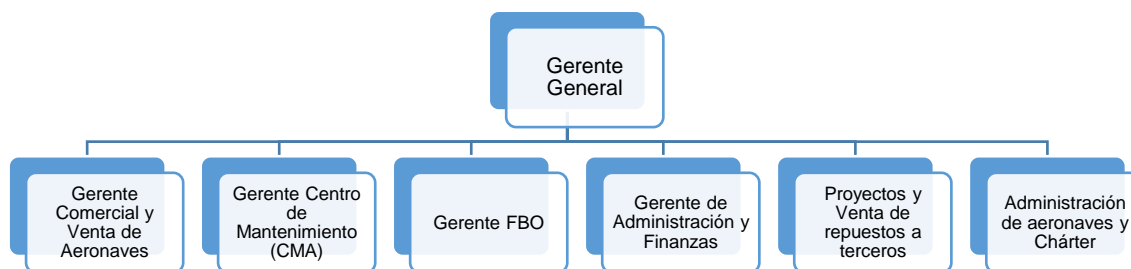 Gerente
General
Gerente
Comercial y
Venta de
Aeronaves
Gerente Centro
de
Mantenimiento
(CMA)
Gerente FBO
Gerente de
Administración y
Finanzas
Proyectos y
Venta de
repuestos a
terceros
Administración
de aeronaves y
Chárter